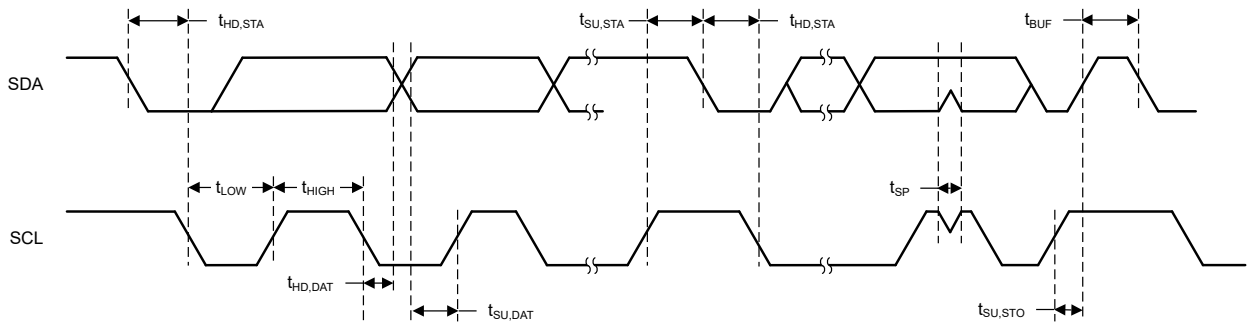 tHD,STA
tSU,STA
tHD,STA
tBUF
SDA
tLOW
tHIGH
tSP
SCL
tHD,DAT
tSU,DAT
tSU,STO